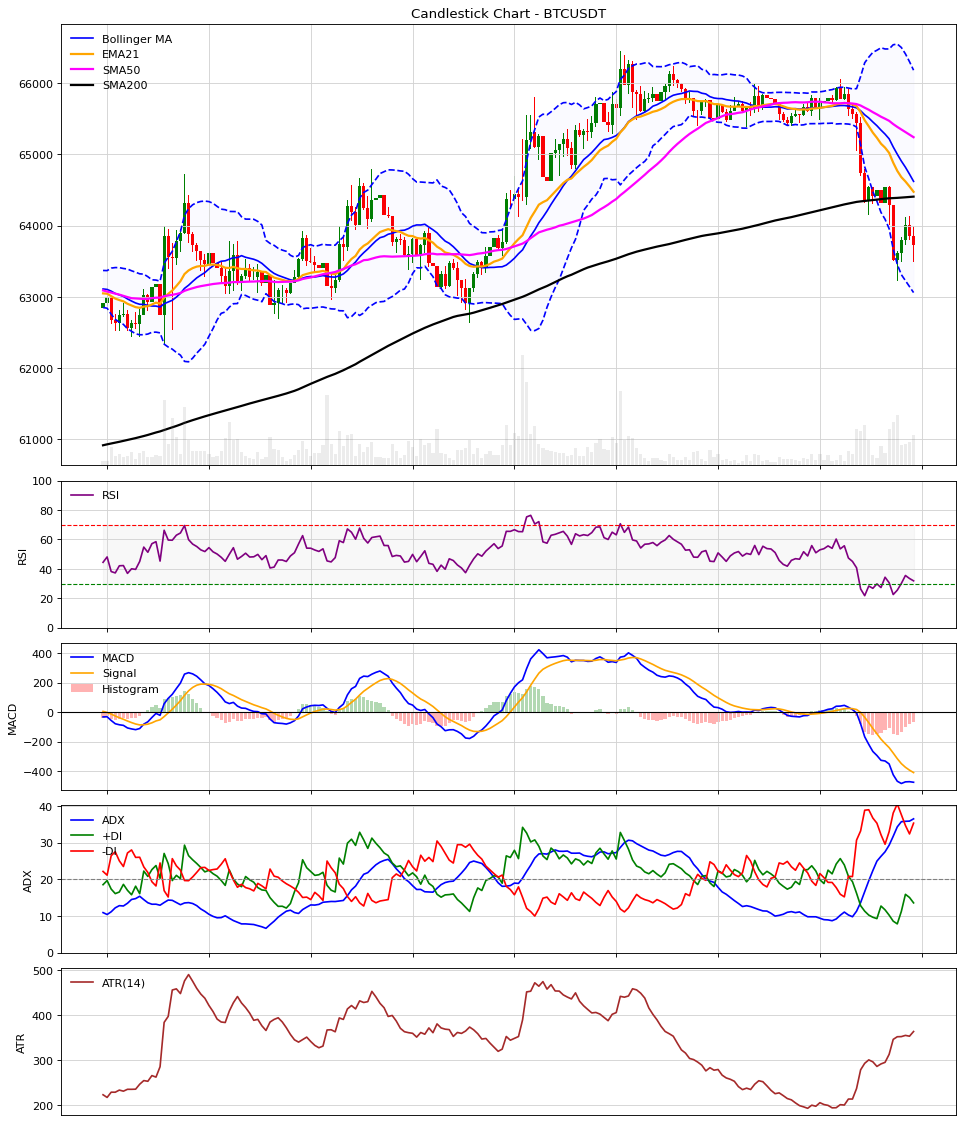 Candlestick Chart - BTCUSDT
Bollinger MA
EMA21
SMA50
SMA200
66000
65000
64000
63000
62000
61000
RSI
100
80
60
40
20
0
RSI
MACD
Signal
Histogram
400
200
0
−200
−400
MACD
ADX
+DI
-DI
40
30
20
10
0
ADX
ATR(14)
500
400
300
200
ATR